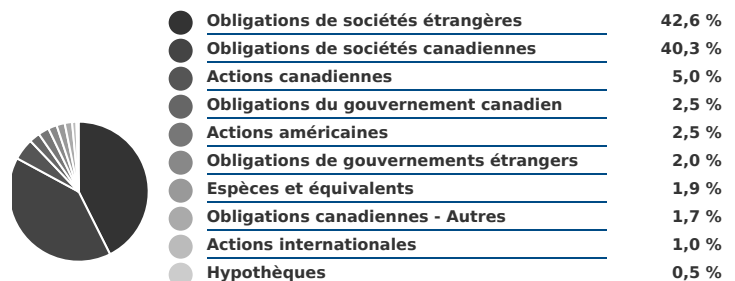 Obligations de sociétés étrangères 42,6 %
Obligations de sociétés canadiennes 40,3 %
Actions canadiennes 5,0 %
Obligations du gouvernement canadien 2,5 %
Actions américaines 2,5 %
Obligations de gouvernements étrangers 2,0 %
Espèces et équivalents 1,9 %
Obligations canadiennes - Autres 1,7 %
Actions internationales 1,0 %
Hypothèques 0,5 %